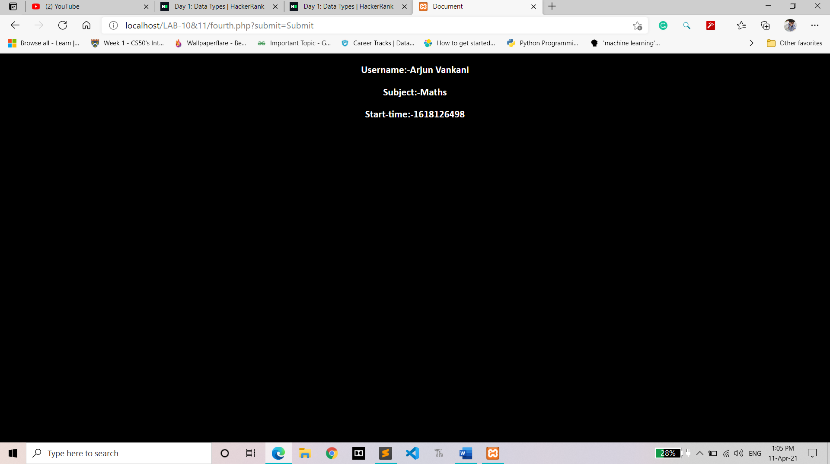 (2) YouTube
Day 1: Data Types | HackerRank
Day 1: Data Types | HackerRank
Document
localhost/LAB-10&11/fourth.php?submit=Submit
Browse all - Learn |...
Week 1 - CS50's Int...
Wallpaperflare - Be...
Important Topic - G...
Career Tracks | Data...
How to get started...
Python Programmi...
'machine learning'...
Other favorites
Username:-Arjun Vankani
Subject:-Maths
Start-time:-1618126498
Type here to search
28%
ENG
1:05 PM
11-Apr-21